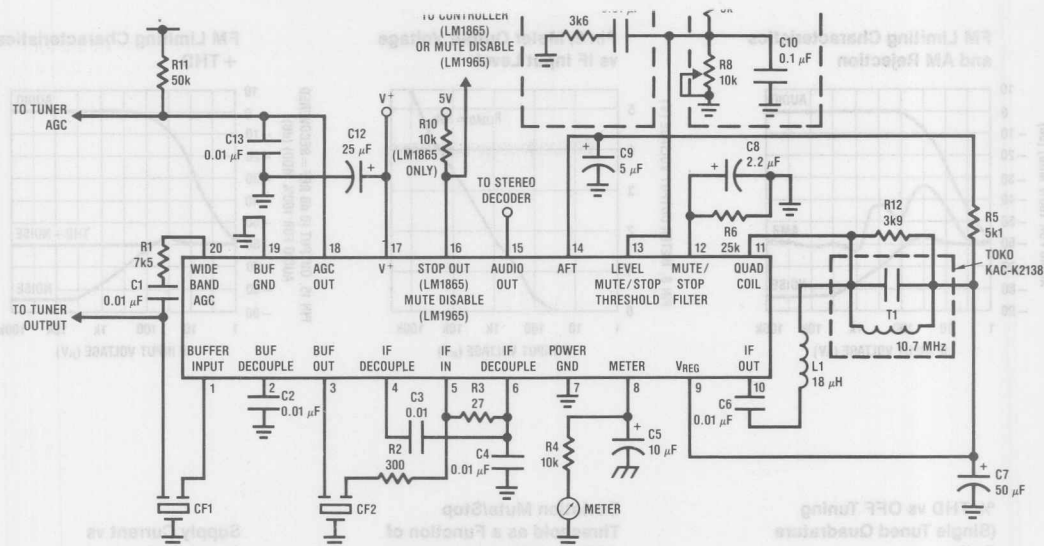 TO CONTROLLER
(LM1865)
OR MUTE DISABLE
(LM1965)
3k6
R11
50k
R8
10k
C10
0.1 μF
TO TUNER
AGC
C13
0.01 μF
C12
25 μF
+
V+
5V
R10
10k
(LM1865
ONLY)
TO STEREO
DECODER
+
C9
5 μF
+
C8
2.2 μF
R6
25k
R12
3k9
R5
5k1
TOKO
KAC-K2138
R1
7k5
C1
0.01 μF
TO TUNER
OUTPUT
20
19
18
17
16
15
14
13
12
11
WIDE
BAND
AGC
BUF
GND
AGC
OUT
V+
STOP OUT
(LM1865)
MUTE DISABLE
(LM1965)
AUDIO
OUT
AFT
LEVEL
MUTE/STOP
THRESHOLD
MUTE/
STOP
FILTER
QUAD
COIL
T1
10.7 MHz
BUFFER
INPUT
BUF
DECOUPLE
BUF
OUT
IF
DECOUPLE
IF
IN
IF
DECOUPLE
POWER
GND
METER
VREG
IF
OUT
1
2
3
4
5
6
7
8
9
10
L1
18 μH
C2
0.01 μF
C3
0.01
R3
27
R2
300
C4
0.01 μF
R4
10k
+
C5
10 μF
C6
0.01 μF
+
C7
50 μF
CF1
CF2
METER